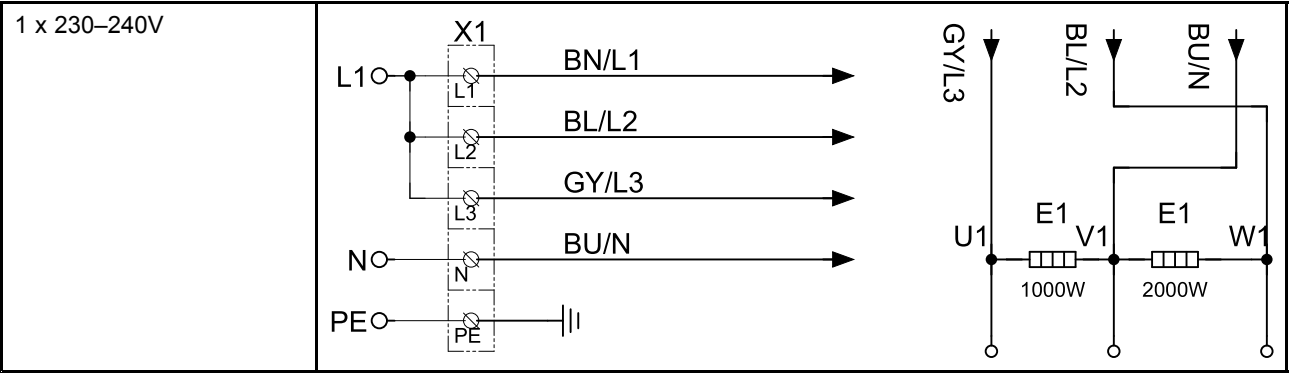 1 x 230–240V
X1
L1
L1
BN/L1
L2
BL/L2
L3
GY/L3
N
N
BU/N
PE
PE
GY/L3
BL/L2
BU/N
U1
E1
V1
E1
W1
1000W
2000W